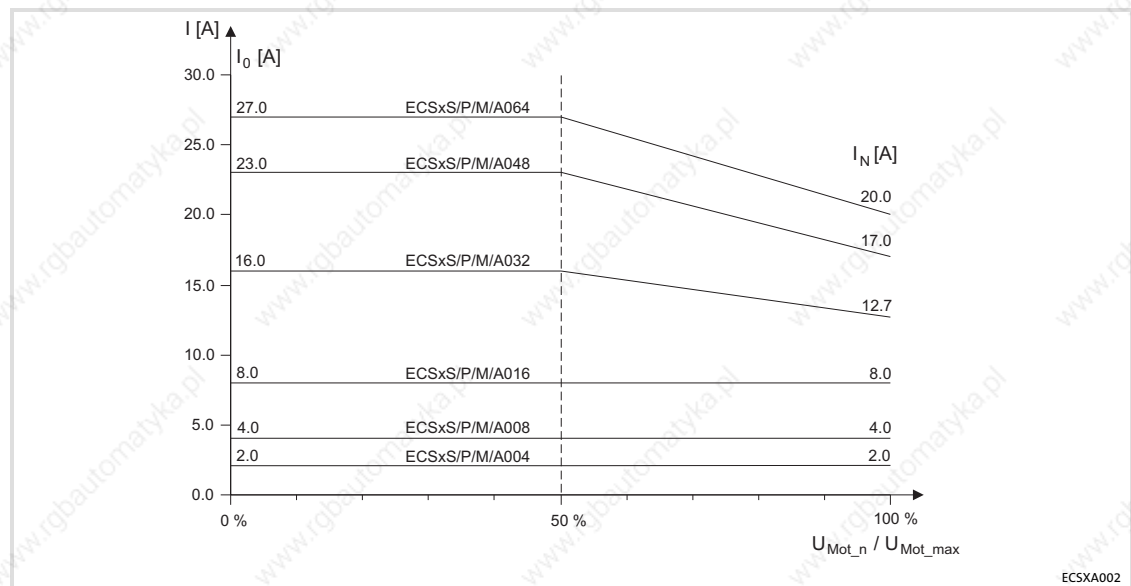 I [A]
I0 [A]
30.0
27.0 ECSxS/P/M/A064
25.0
IN [A]
23.0 ECSxS/P/M/A048
20.0
20.0
17.0
16.0 ECSxS/P/M/A032
15.0
12.7
10.0
8.0 ECSxS/P/M/A016 8.0
5.0
4.0 ECSxS/P/M/A008 4.0
2.0 ECSxS/P/M/A004 2.0
0.0
0 % 50 % 100 %
UMot_n / UMot_max
ECSXA002
www.rgbautomatyka.pl